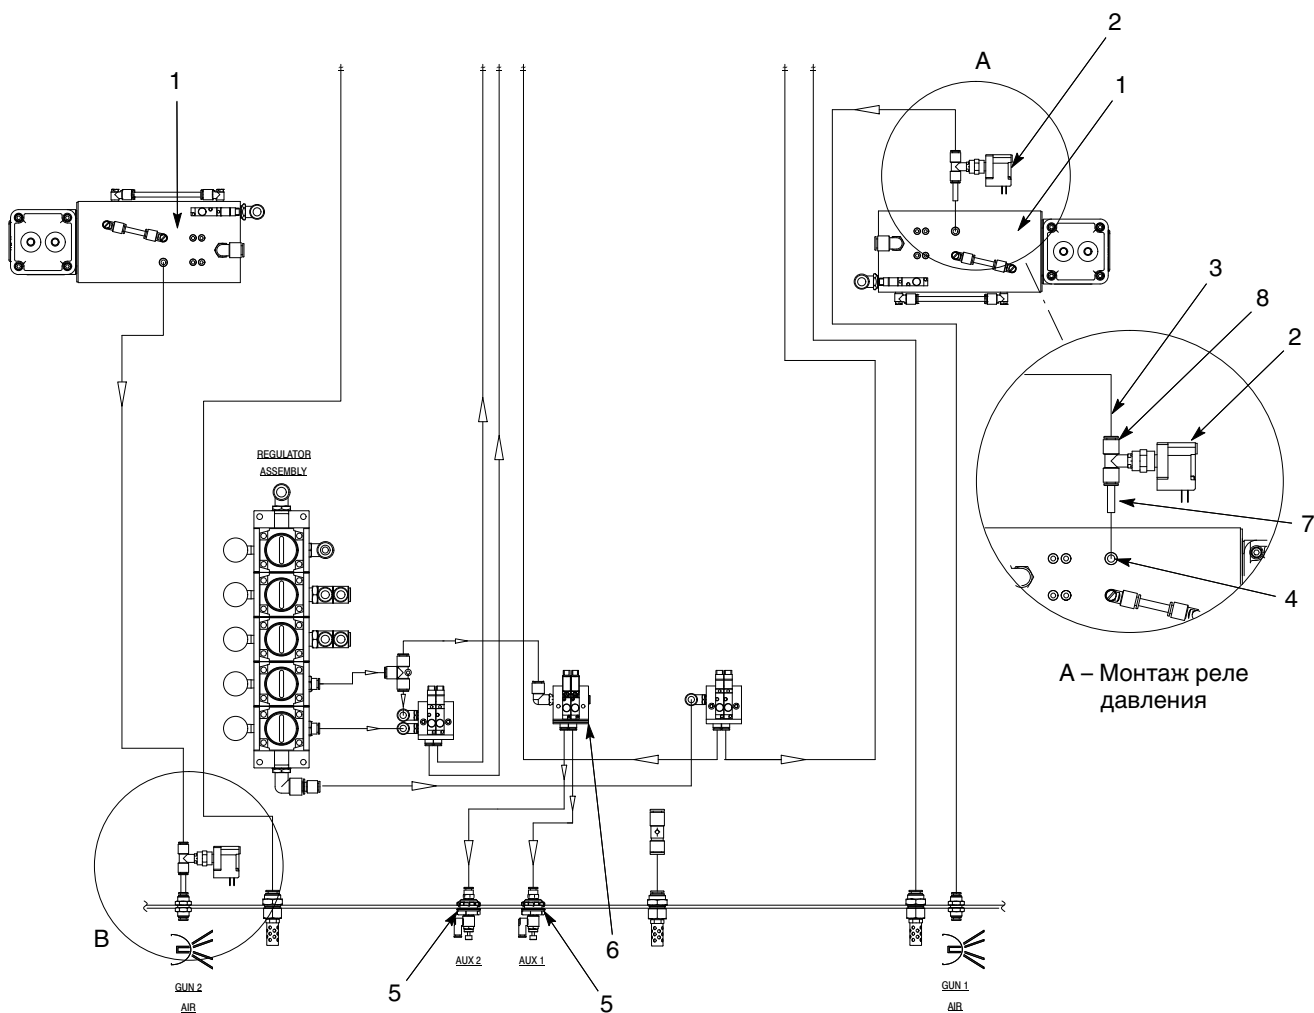 2
A
1
1
3
8
2
REGULATOR
ASSEMBLY
7
4
A – Монтаж реле
давления
B
6
5
AUX 2
AUX 1
5
GUN 2
AIR
GUN 1
AIR